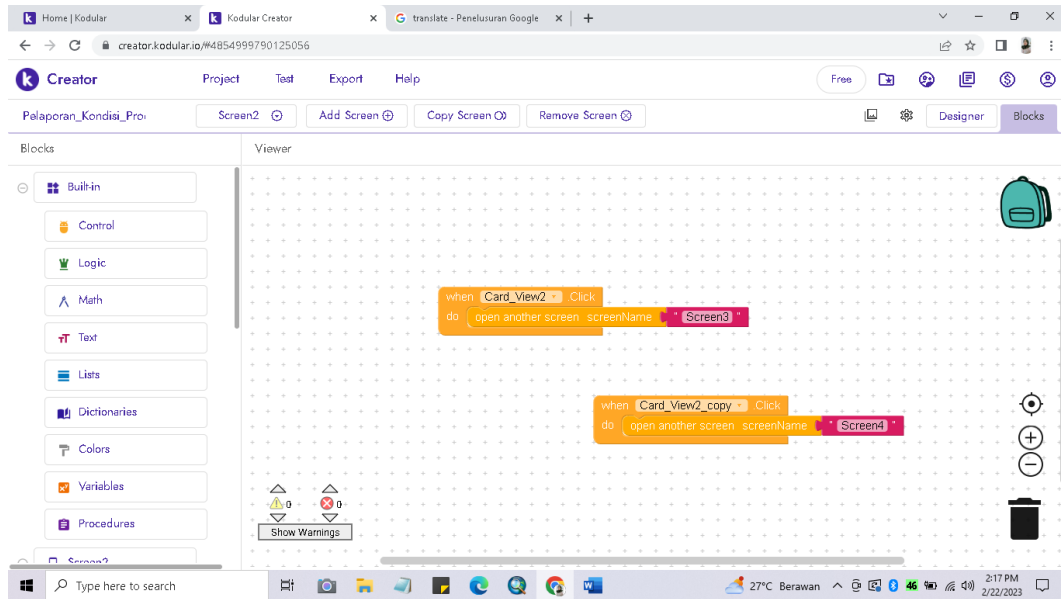 Home | Kodular
Kodular Creator
translate - Penelusuran Google
creator.kodular.io/#4854999790125056
Creator
Project
Test
Export
Help
Free
Pelaporan_Kondisi_Pro
Screen2
Add Screen
Copy Screen
Remove Screen
Designer
Blocks
Blocks
Viewer
Built-in
Control
Logic
Math
Text
Lists
Dictionaries
Colors
Variables
Procedures
Screen2
when Card_View2 .Click
do open another screen screenName " Screen3 "
when Card_View2_copy .Click
do open another screen screenName " Screen4 "
0 0
Show Warnings
Type here to search
27°C Berawan
46
2:17 PM
2/22/2023